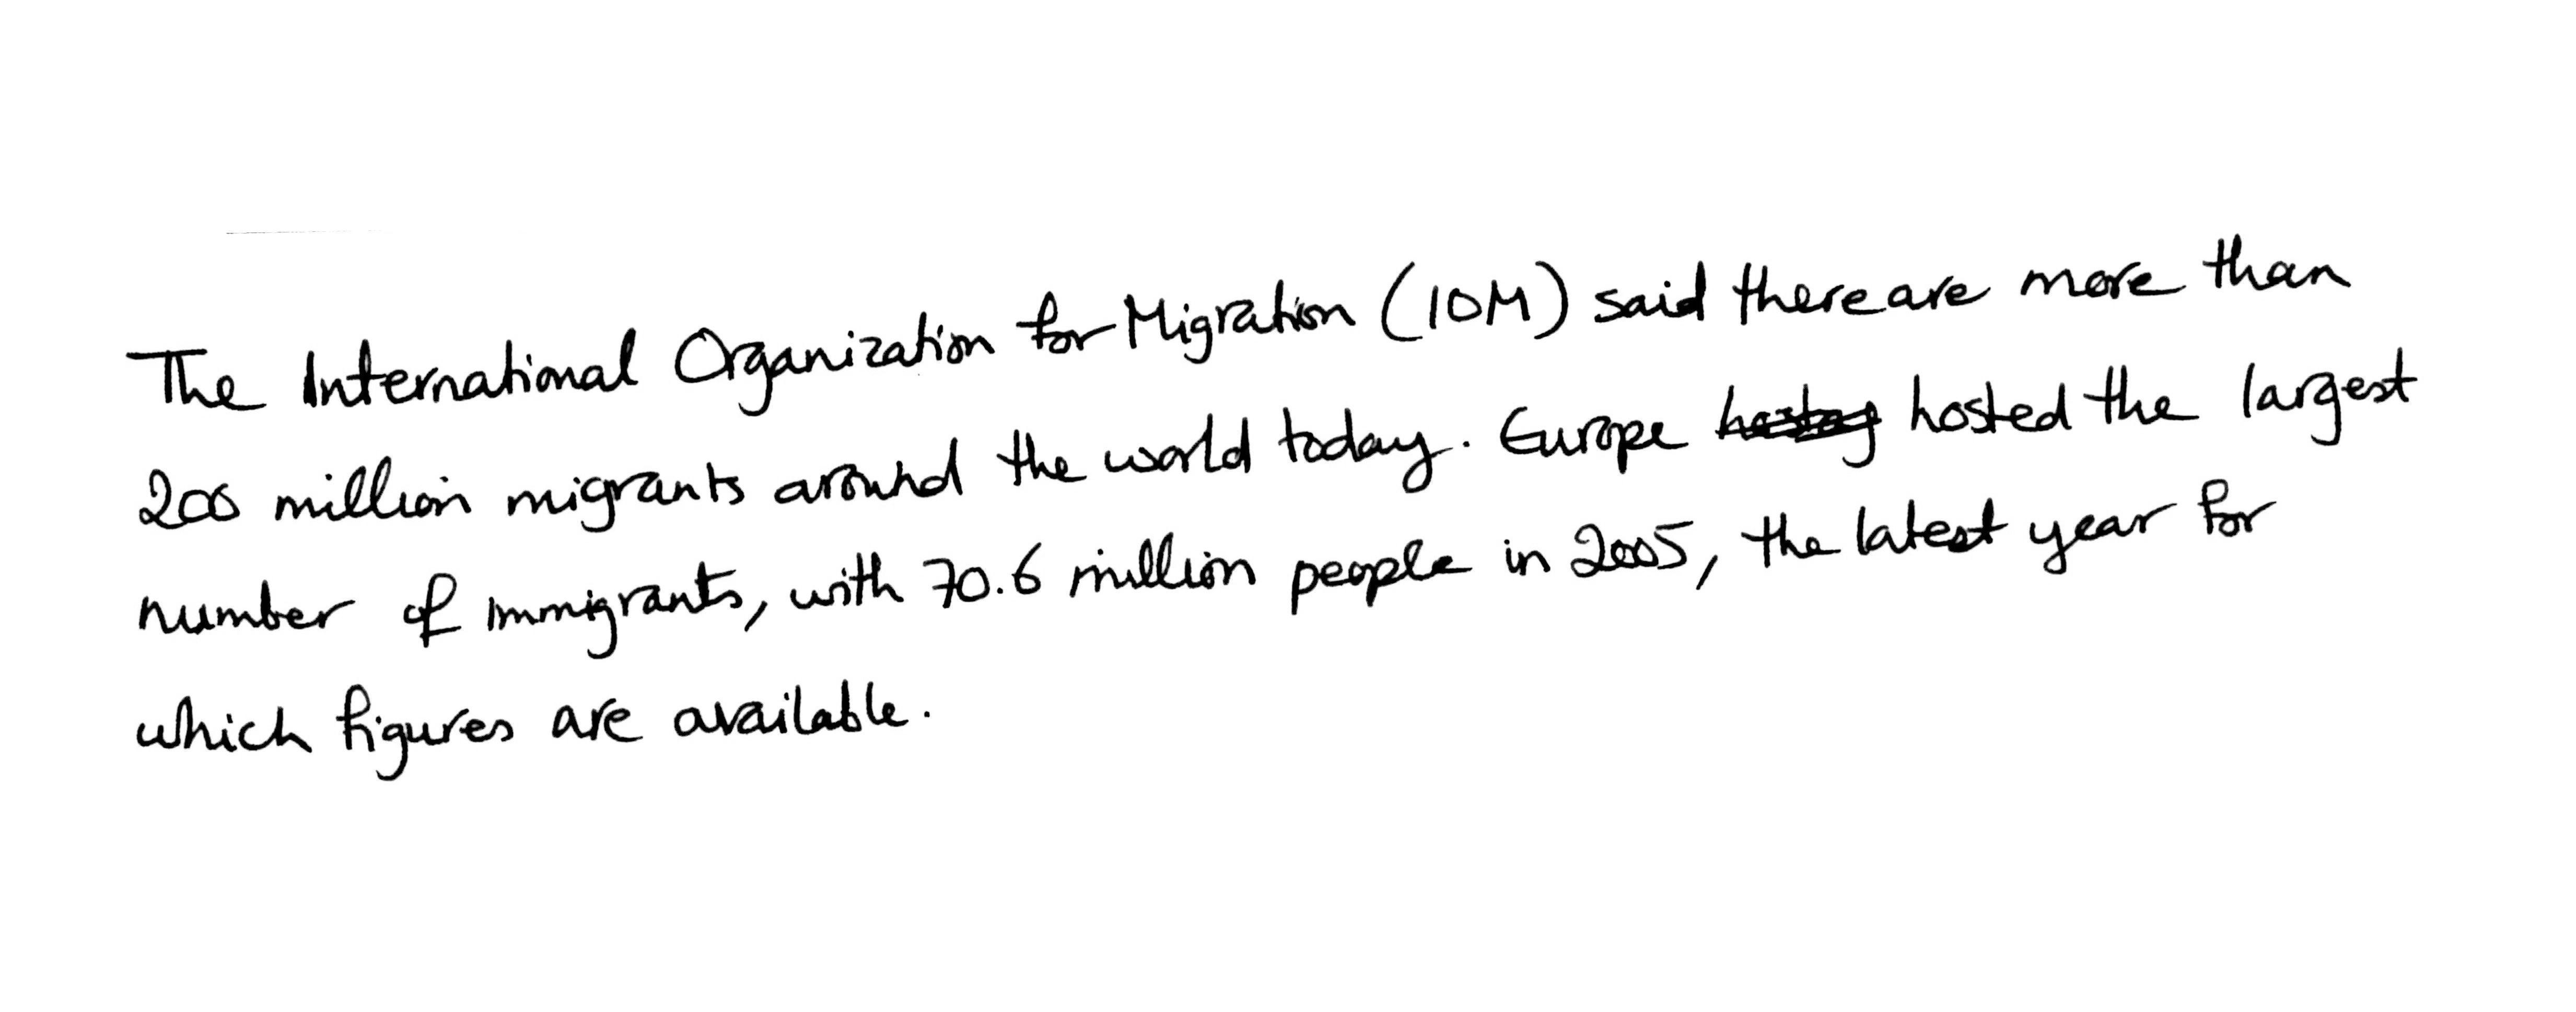 The International Organization for Migration (IOM) said there are more than
200 million migrants around the world today. Europe hosted the largest
number of immigrants, with 70.6 million people in 2005, the latest year for
which figures are available.